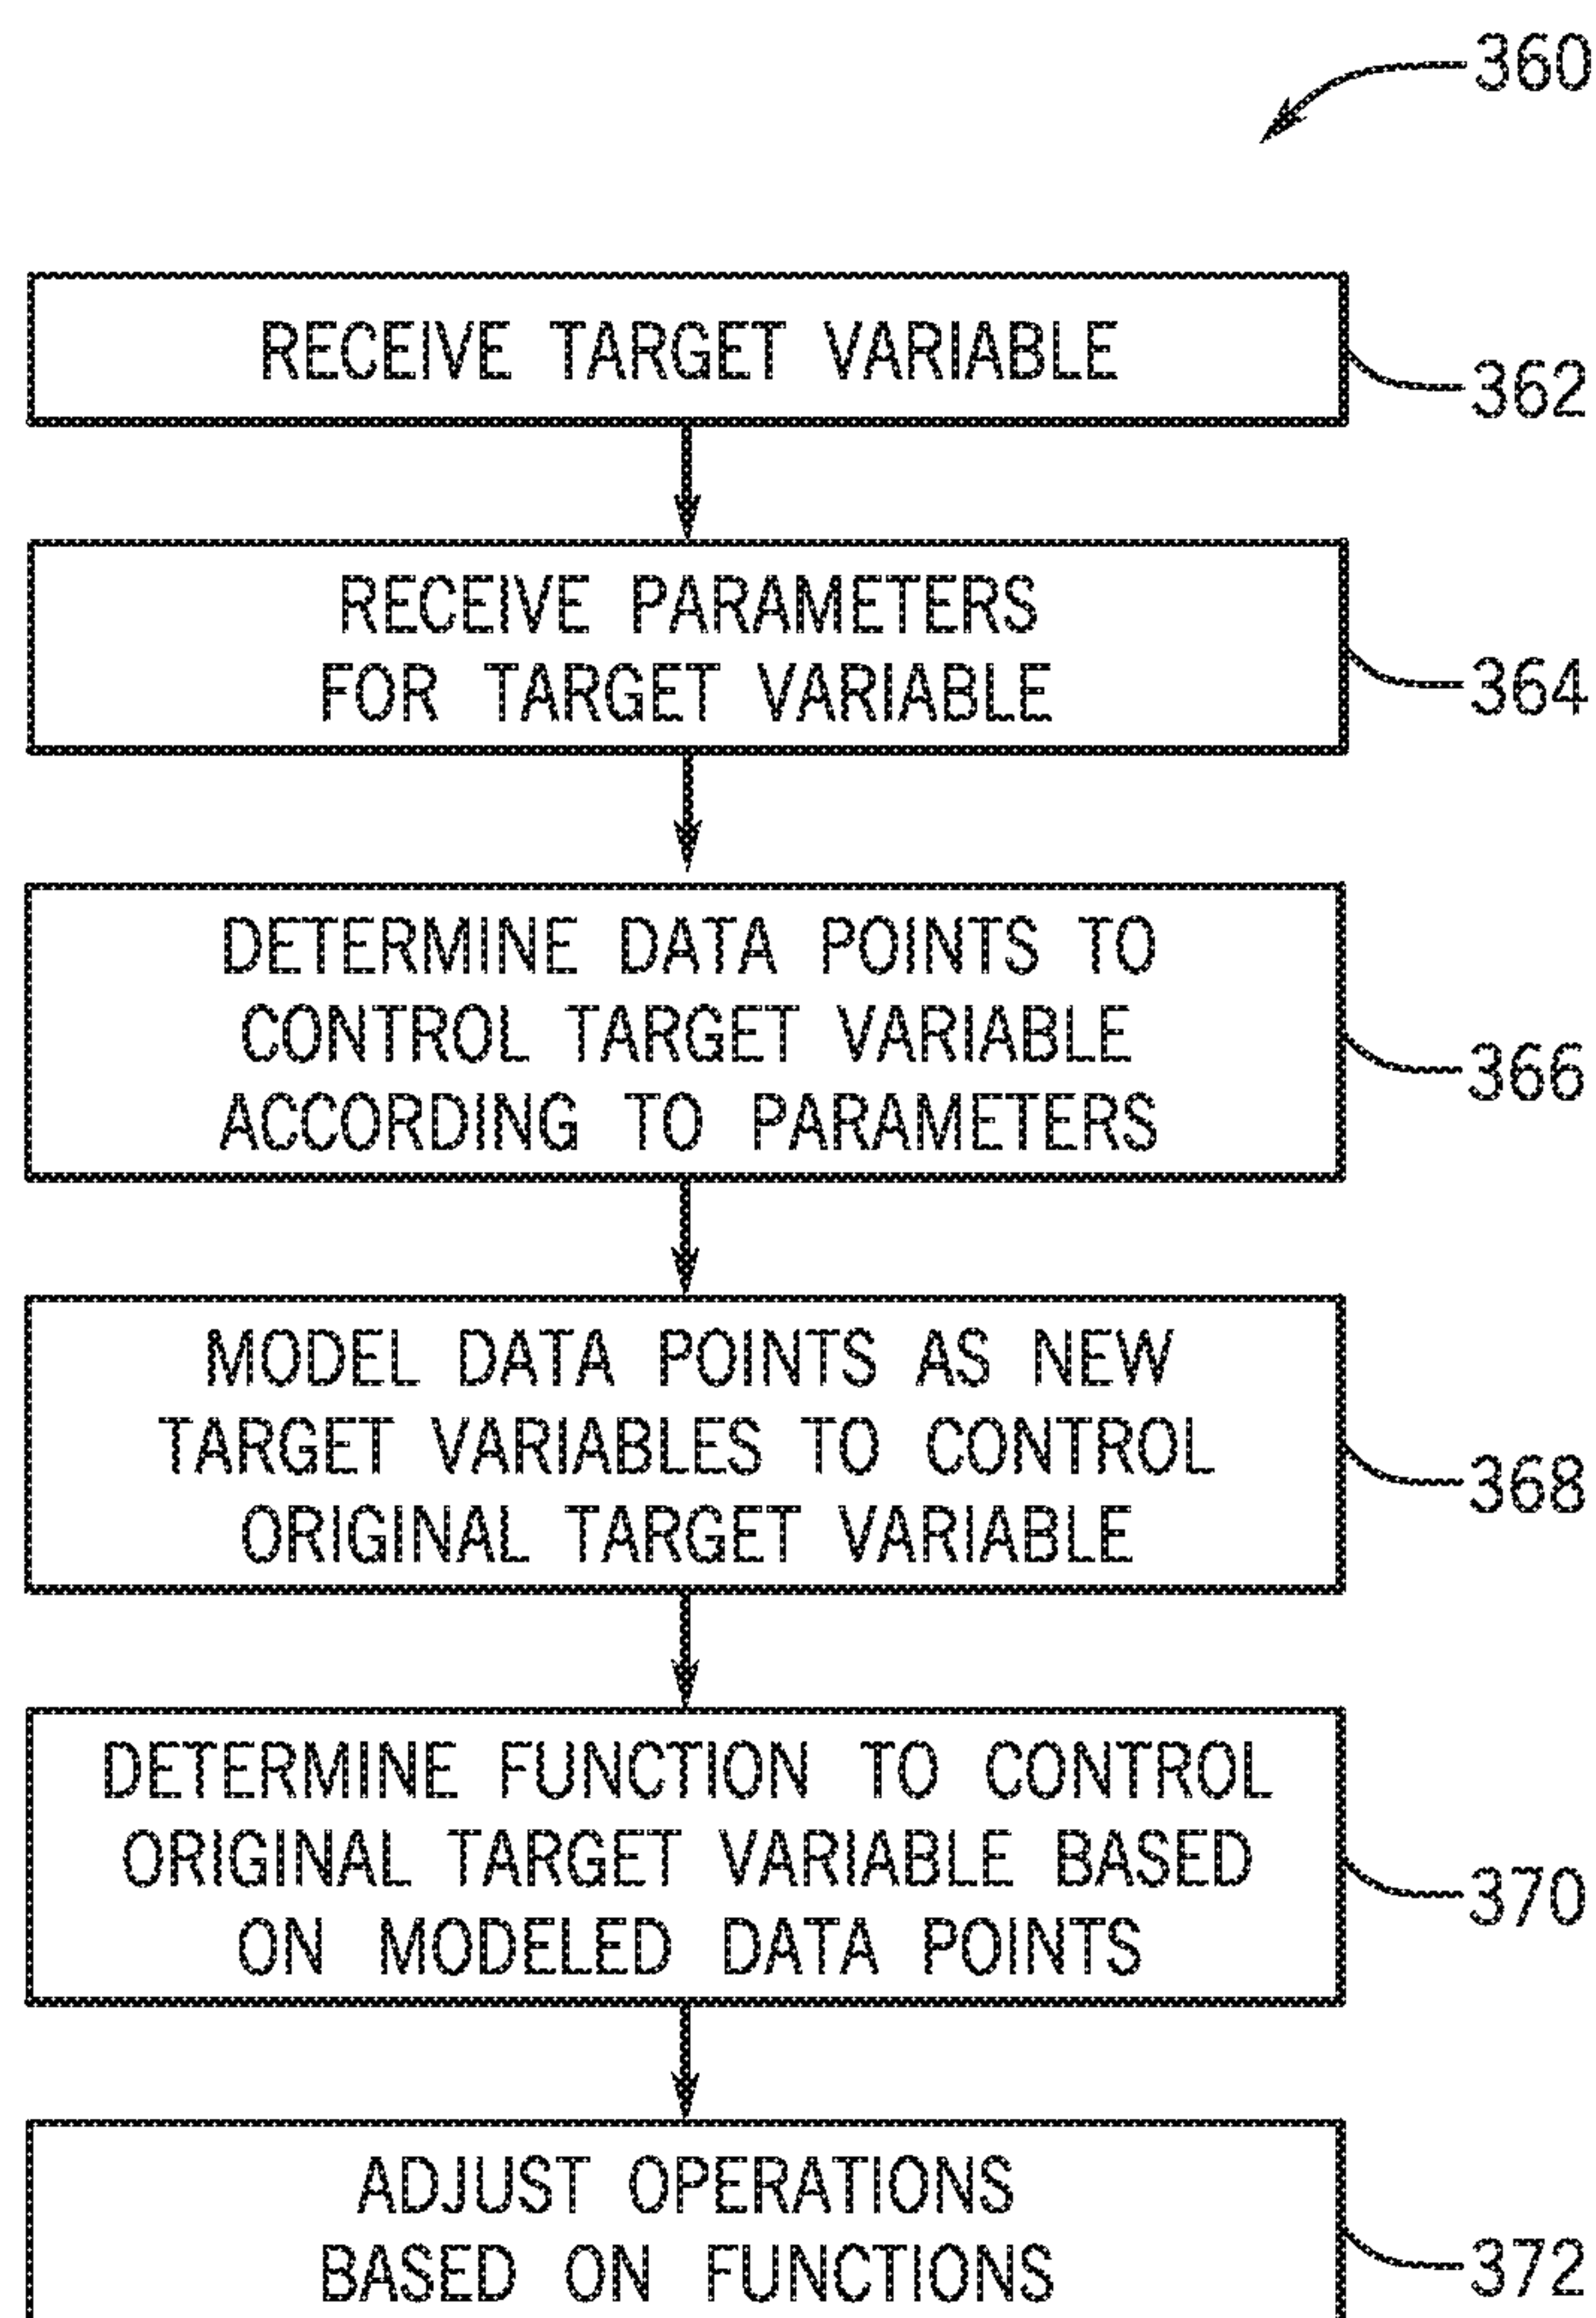 360
RECEIVE TARGET VARIABLE
362
RECEIVE PARAMETERS
FOR TARGET VARIABLE
364
DETERMINE DATA POINTS TO
CONTROL TARGET VARIABLE
ACCORDING TO PARAMETERS
366
MODEL DATA POINTS AS NEW
TARGET VARIABLES TO CONTROL
ORIGINAL TARGET VARIABLE
368
DETERMINE FUNCTION TO CONTROL
ORIGINAL TARGET VARIABLE BASED
ON MODELED DATA POINTS
370
ADJUST OPERATIONS
BASED ON FUNCTIONS
372